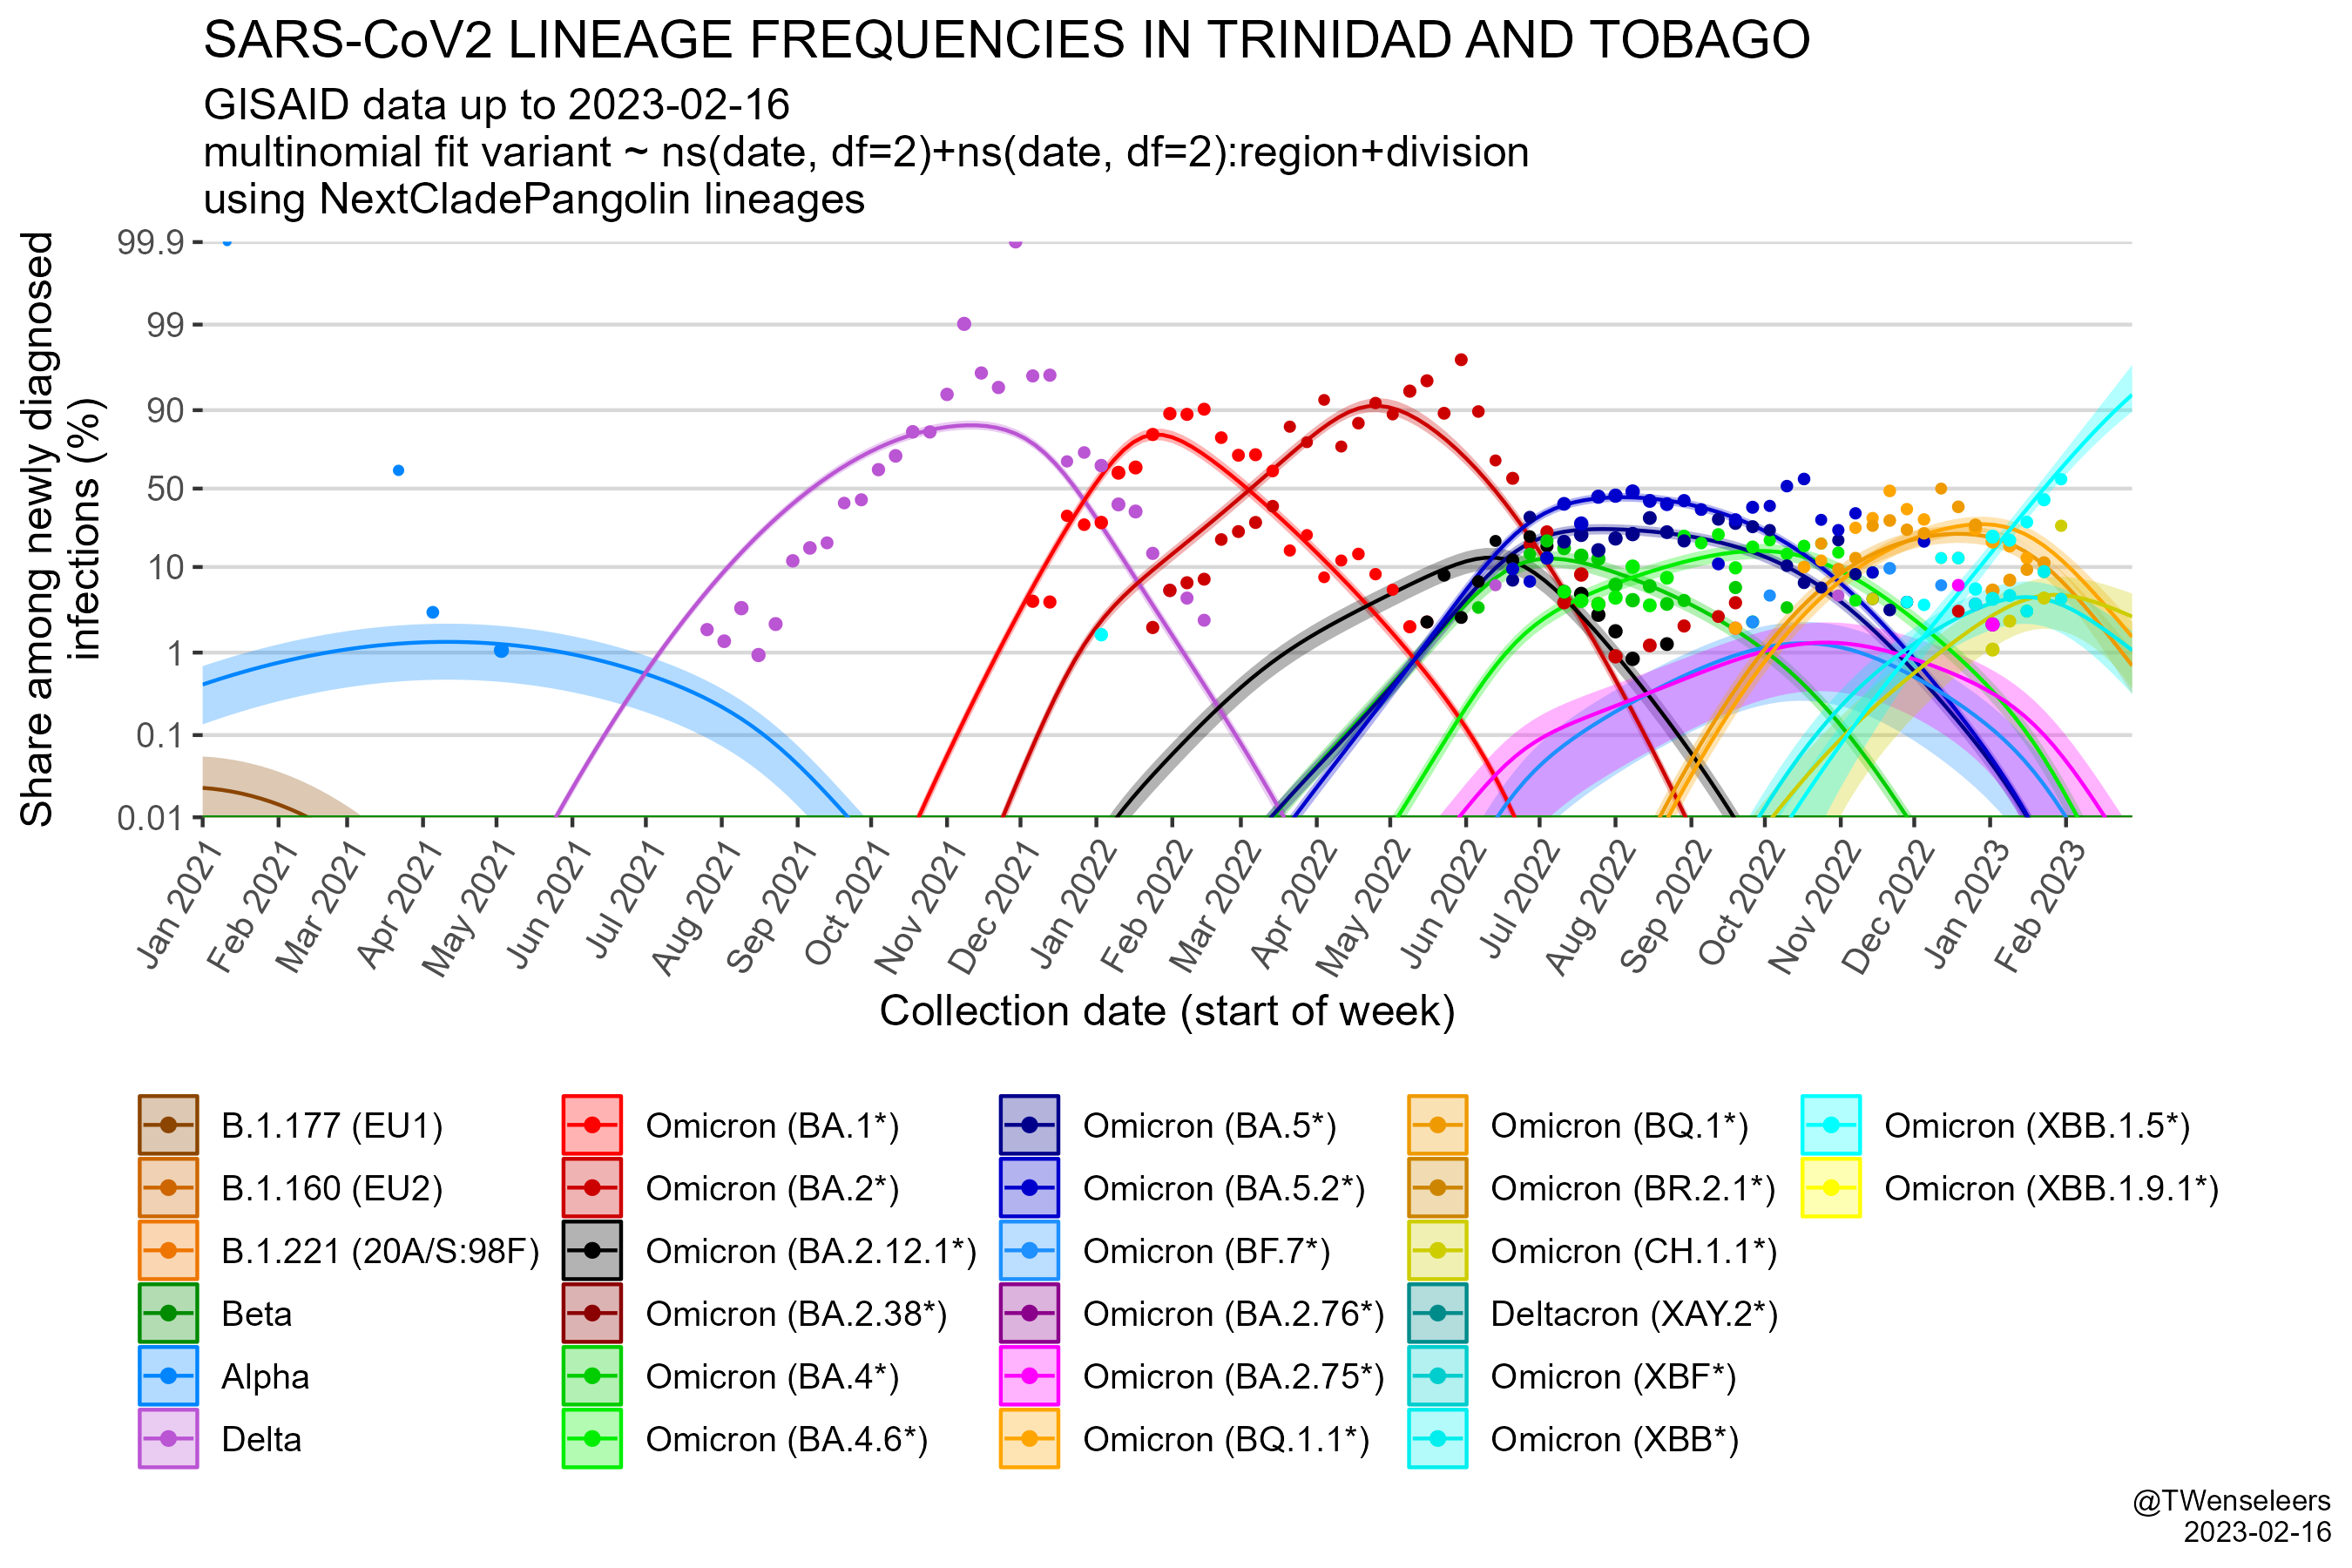 SARS-CoV2 LINEAGE FREQUENCIES IN TRINIDAD AND TOBAGO
GISAID data up to 2023-02-16
multinomial fit variant ~ ns(date, df=2)+ns(date, df=2):region+division
using NextCladePangolin lineages
Share among newly diagnosed
infections (%)
99.9
99
90
50
10
1
0.1
0.01
Jan 2021
Feb 2021
Mar 2021
Apr 2021
May 2021
Jun 2021
Jul 2021
Aug 2021
Sep 2021
Oct 2021
Nov 2021
Dec 2021
Jan 2022
Feb 2022
Mar 2022
Apr 2022
May 2022
Jun 2022
Jul 2022
Aug 2022
Sep 2022
Oct 2022
Nov 2022
Dec 2022
Jan 2023
Feb 2023
Collection date (start of week)
B.1.177 (EU1)
B.1.160 (EU2)
B.1.221 (20A/S:98F)
Beta
Alpha
Delta
Omicron (BA.1*)
Omicron (BA.2*)
Omicron (BA.2.12.1*)
Omicron (BA.2.38*)
Omicron (BA.4*)
Omicron (BA.4.6*)
Omicron (BA.5*)
Omicron (BA.5.2*)
Omicron (BF.7*)
Omicron (BA.2.76*)
Omicron (BA.2.75*)
Omicron (BQ.1.1*)
Omicron (BQ.1*)
Omicron (BR.2.1*)
Omicron (CH.1.1*)
Deltacron (XAY.2*)
Omicron (XBF*)
Omicron (XBB*)
Omicron (XBB.1.5*)
Omicron (XBB.1.9.1*)
@TWenseleers
2023-02-16